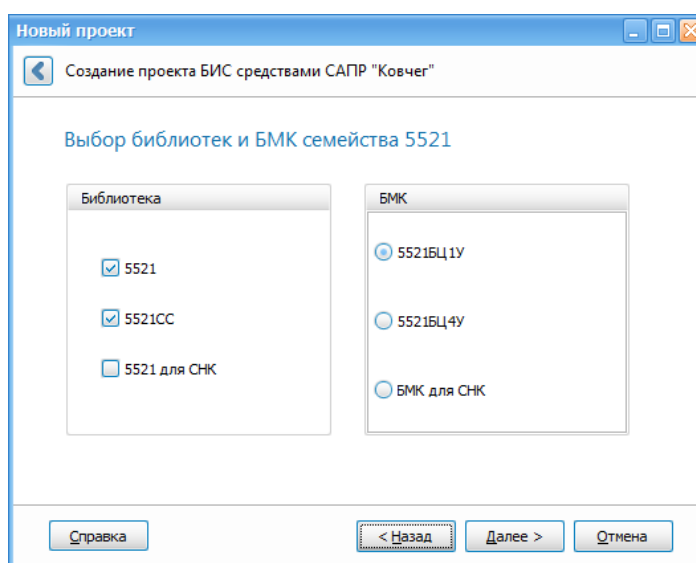 Новый проект
Создание проекта БИС средствами САПР "Ковчег"
Выбор библиотек и БМК семейства 5521
Библиотека
БМК
5521
5521СС
5521 для СНК
5521БЦ1У
5521БЦ4У
БМК для СНК
Справка
< Назад
Далее >
Отмена